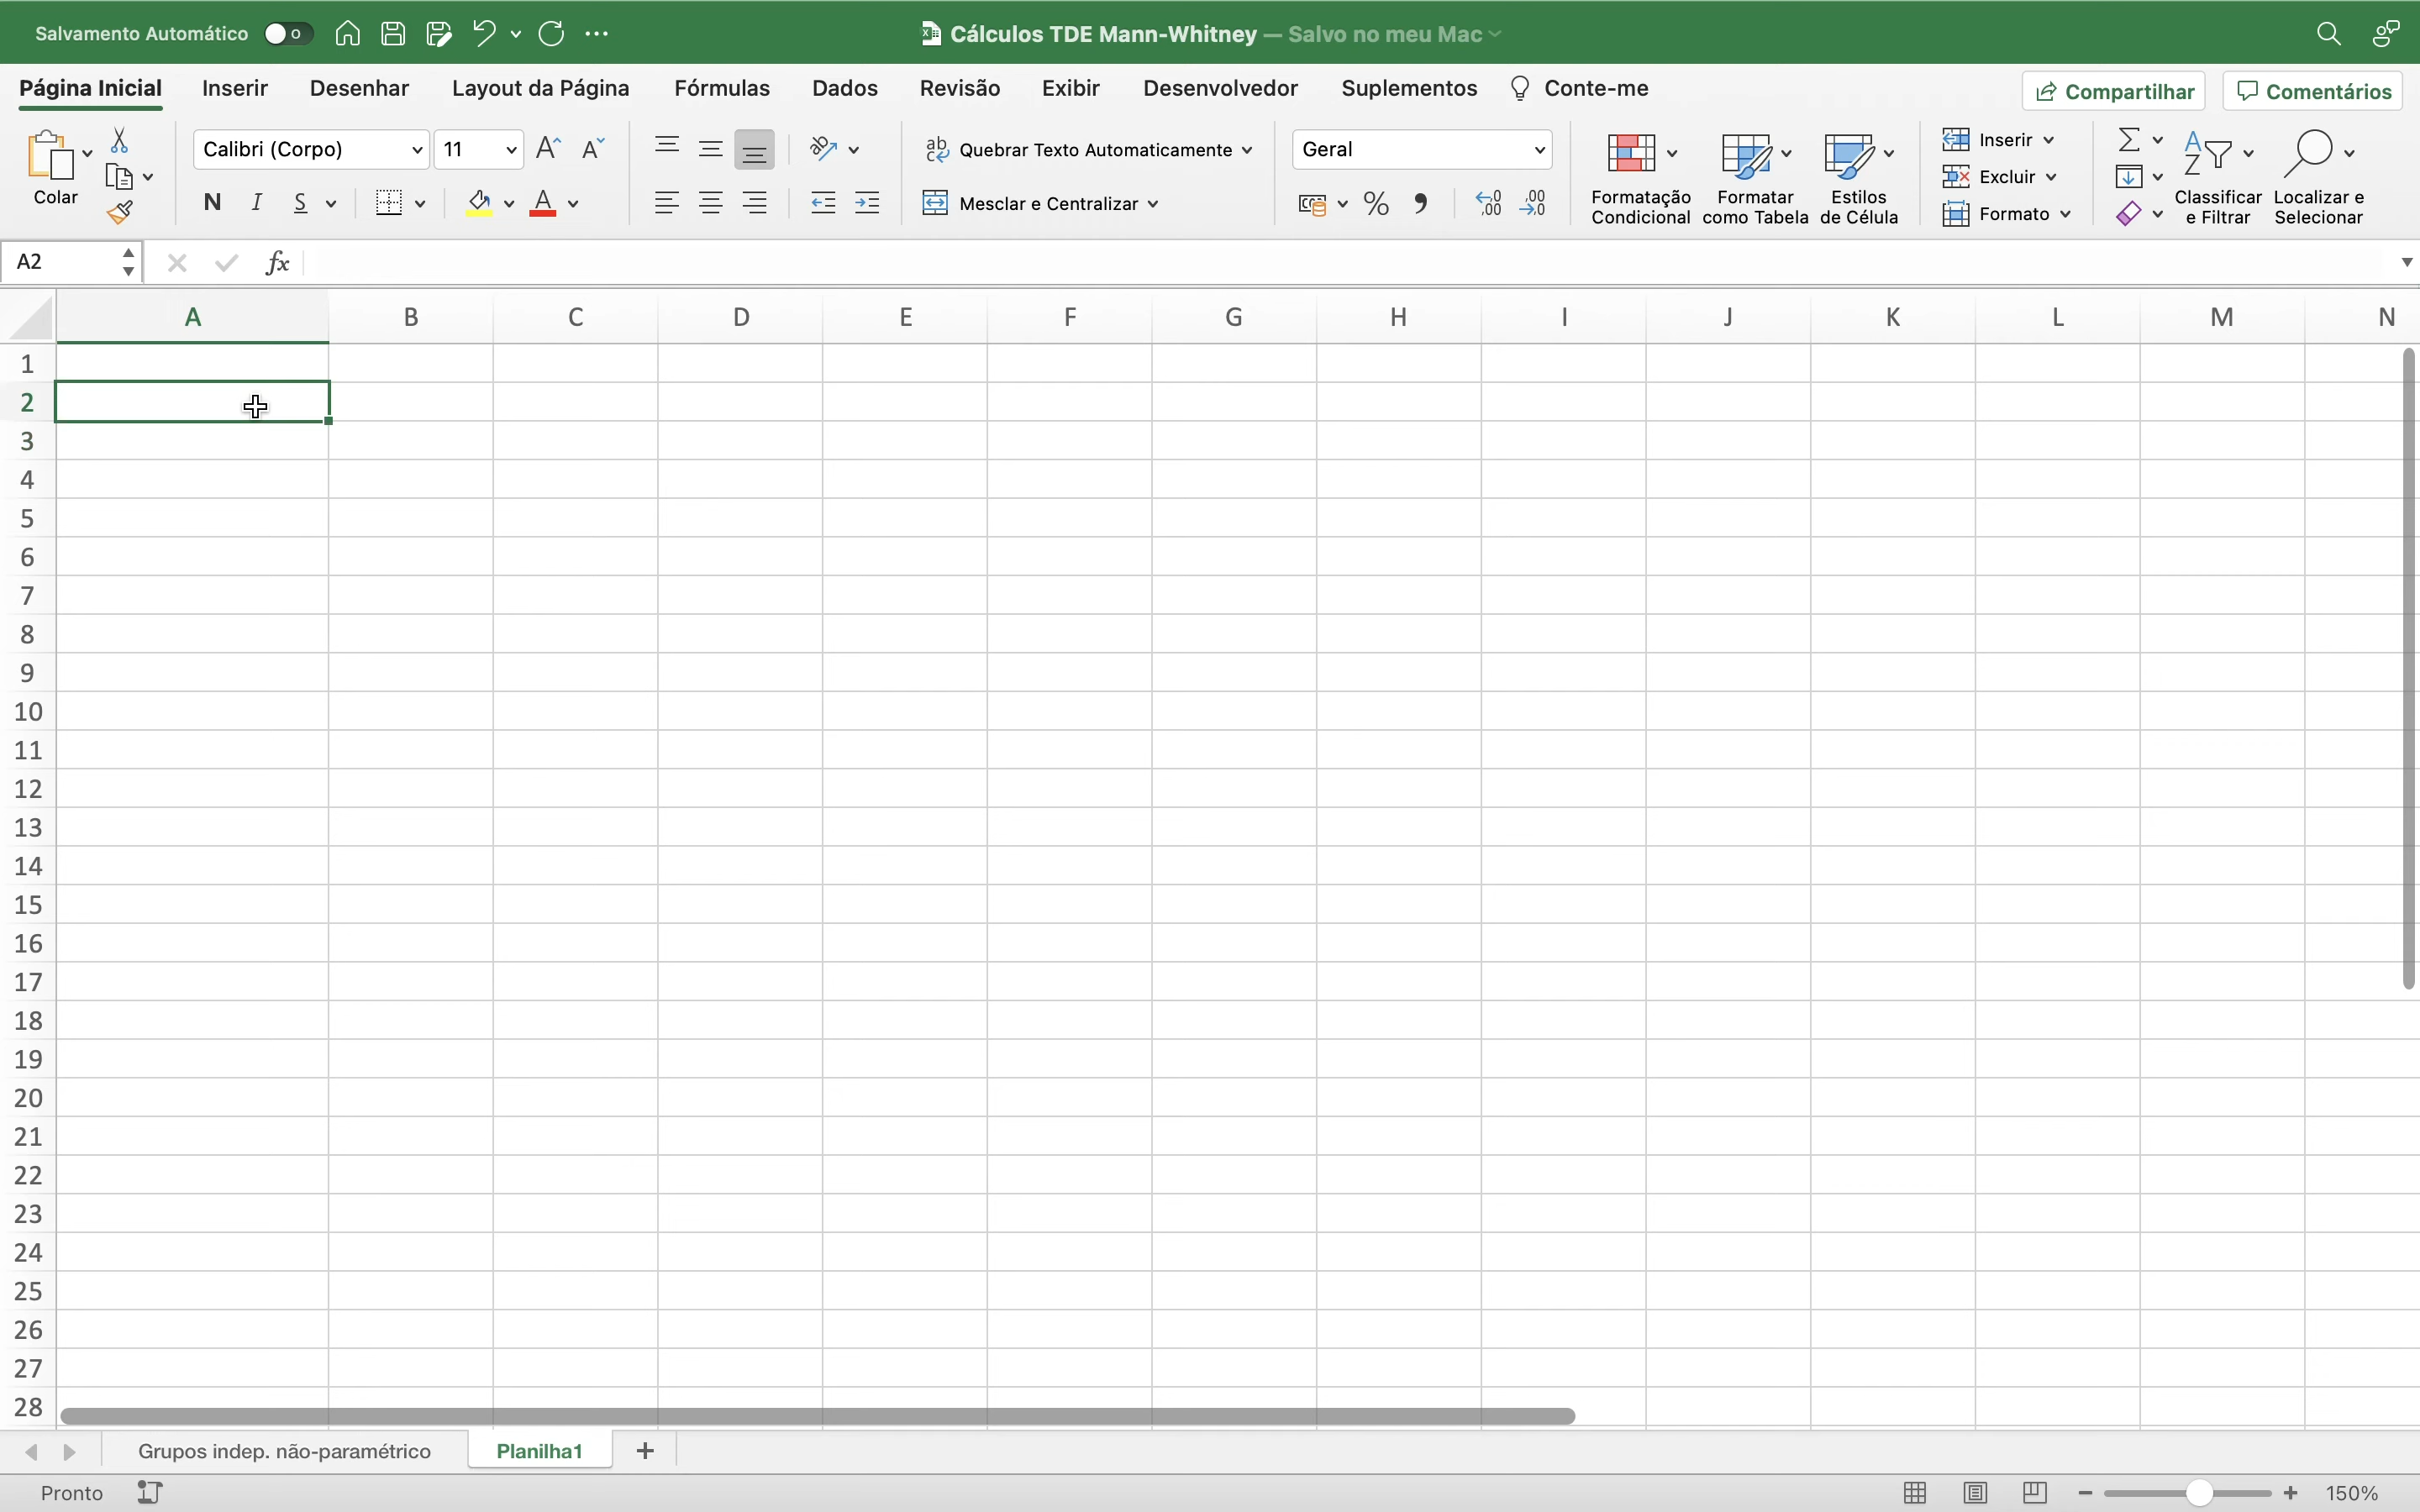 Salvamento Automático
Cálculos TDE Mann-Whitney — Salvo no meu Mac
Página Inicial Inserir Desenhar Layout da Página Fórmulas Dados Revisão Exibir Desenvolvedor Suplementos Conte-me Compartilhar Comentários
Colar
Calibri (Corpo) 11
N I S
Quebrar Texto Automaticamente
Mesclar e Centralizar
Geral
Formatação Condicional
Formatar como Tabela
Estilos de Célula
Inserir
Excluir
Formato
Classificar e Filtrar
Localizar e Selecionar
A2 fx
A B C D E F G H I J K L M N
1
2
3
4
5
6
7
8
9
10
11
12
13
14
15
16
17
18
19
20
21
22
23
24
25
26
27
28
Grupos indep. não-paramétrico Planilha1 +
Pronto 150%